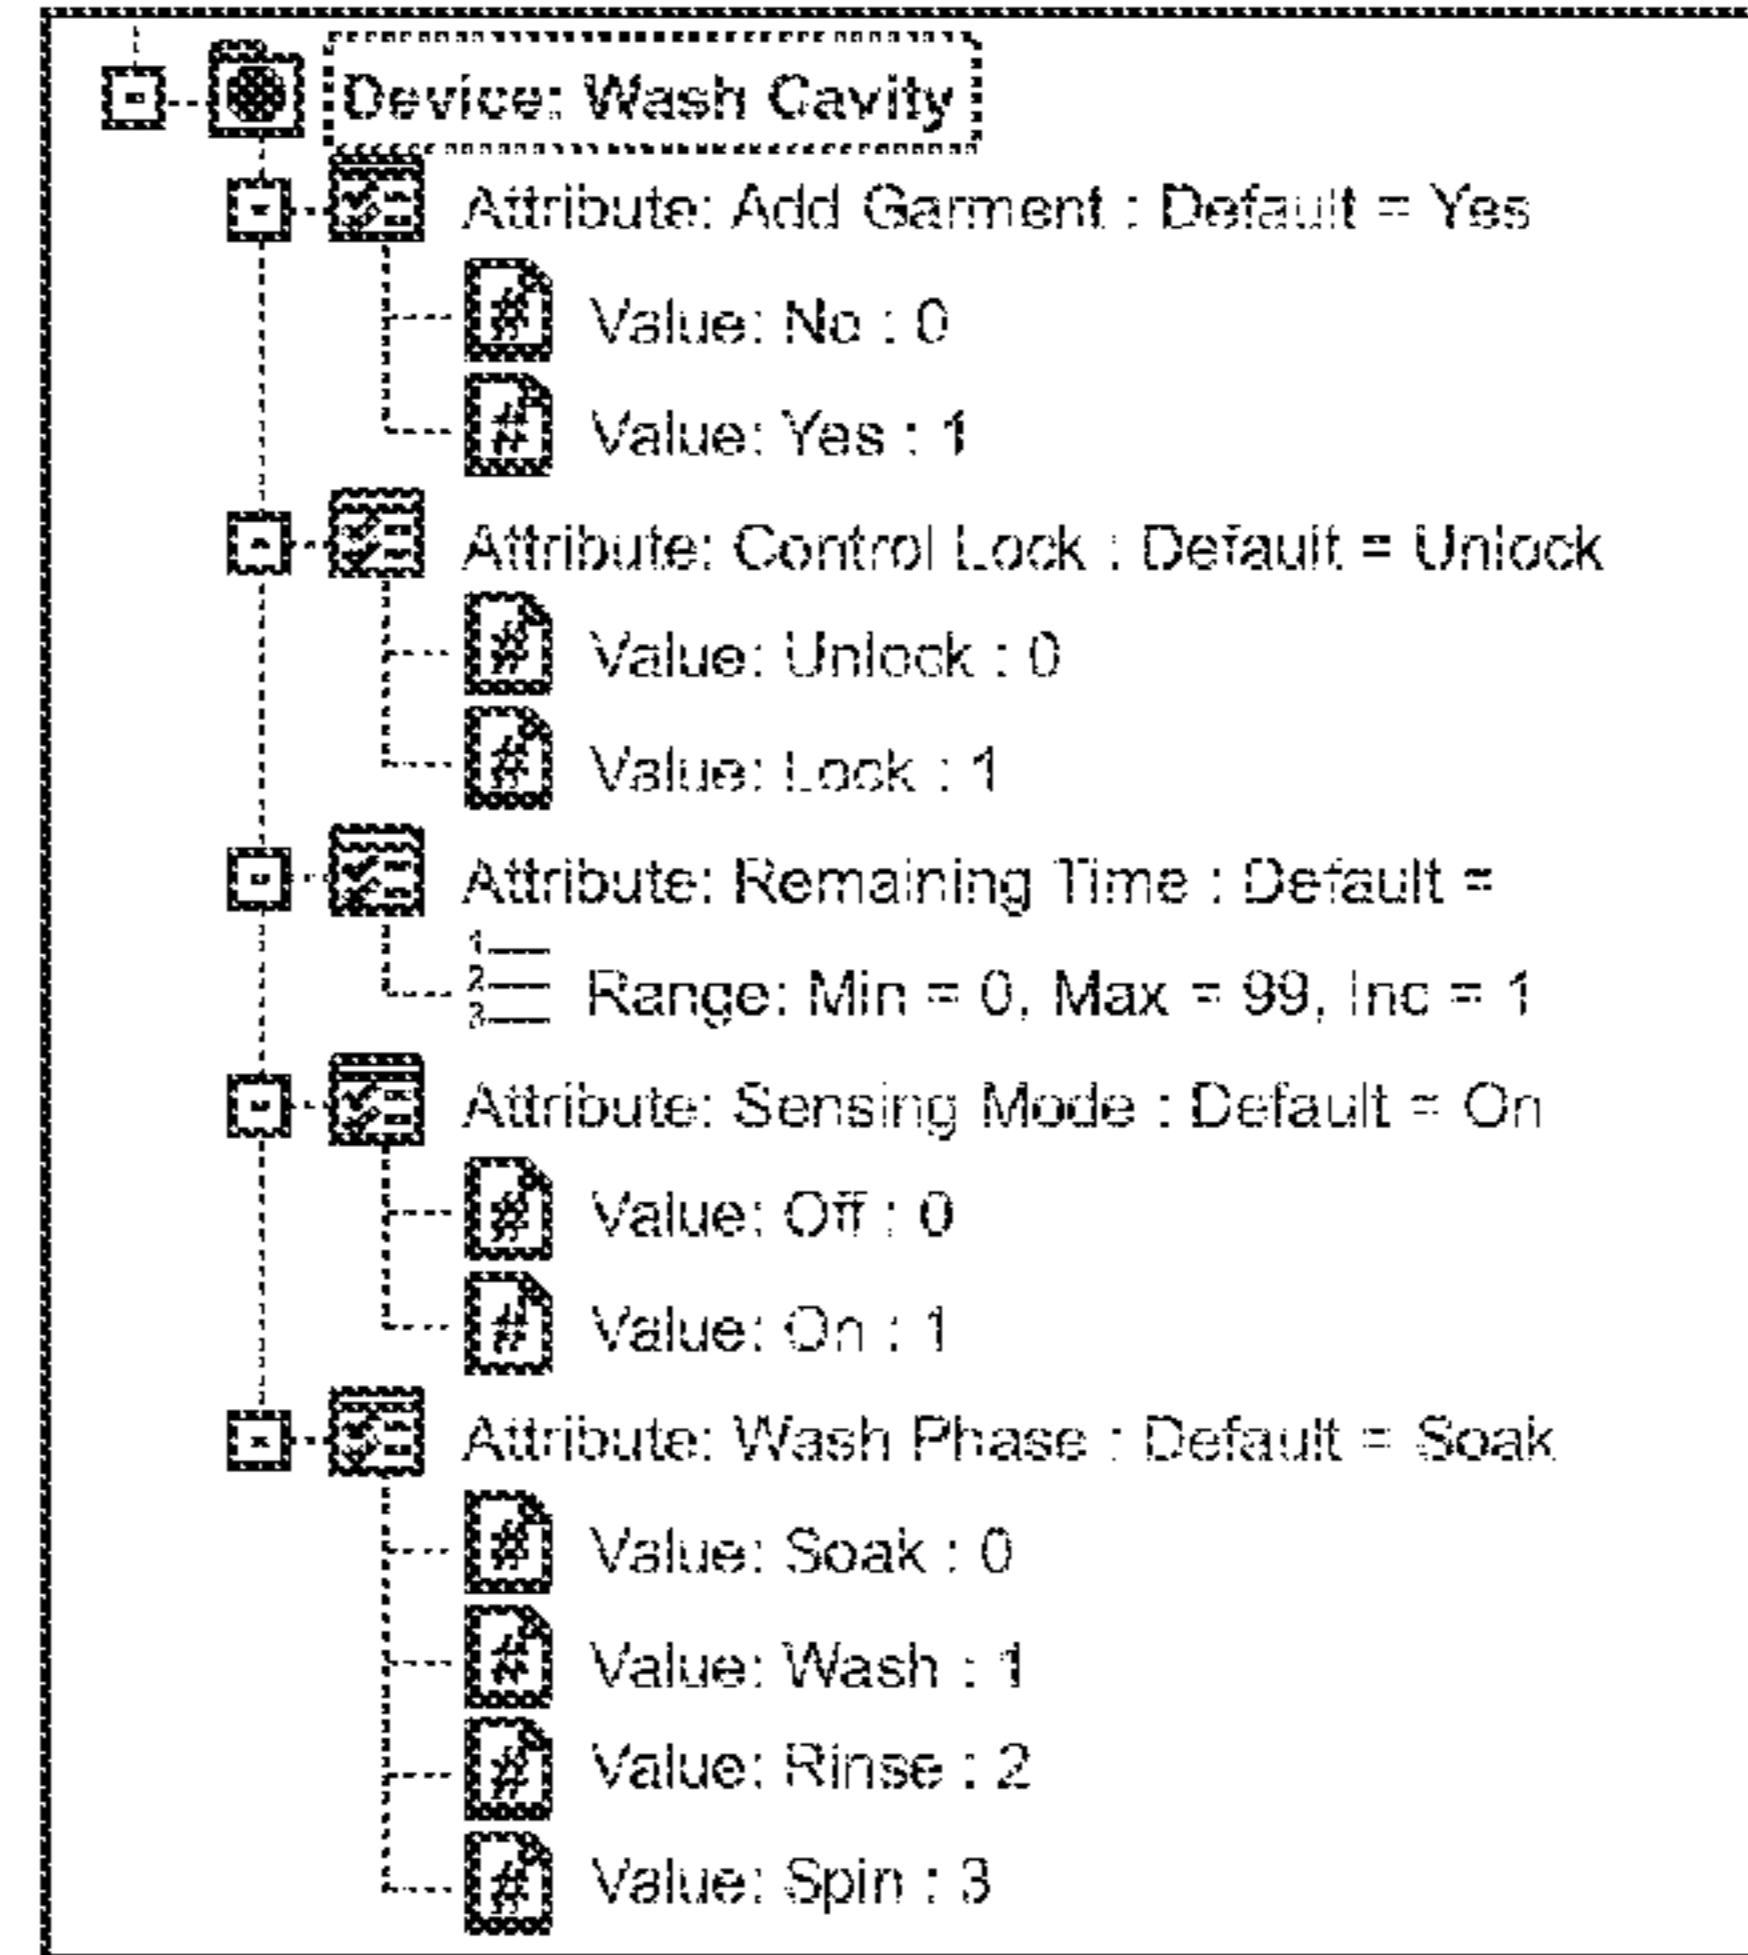 Device: Wash Cavity
Attribute: Add Garment : Default = Yes
Value: No : 0
Value: Yes : 1
Attribute: Control Lock : Default = Unlock
Value: Unlock : 0
Value: Lock : 1
Attribute: Remaining Time : Default =
1
2
3
Range: Min = 0, Max = 99, Inc = 1
Attribute: Sensing Mode : Default = On
Value: Off : 0
Value: On : 1
Attribute: Wash Phase : Default = Soak
Value: Soak : 0
Value: Wash : 1
Value: Rinse : 2
Value: Spin : 3